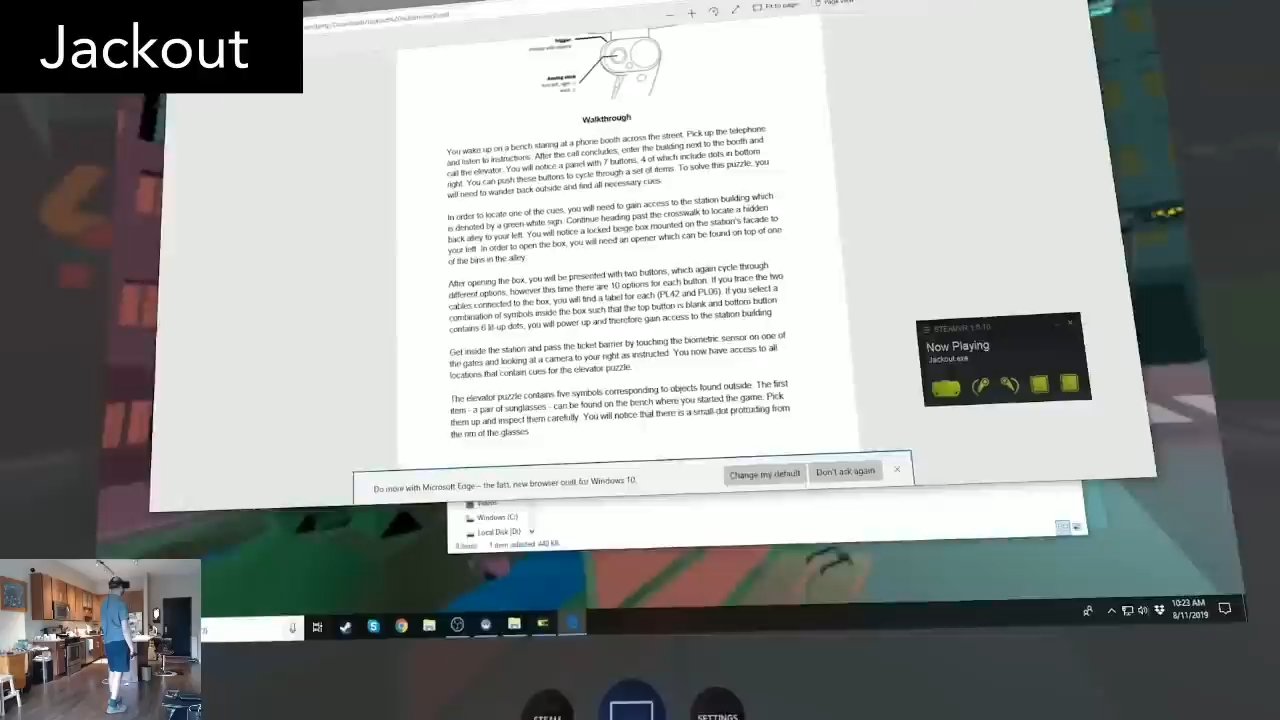 Jackout
Fit to page
Page view
trigger
Analog stick
Walkthrough
You wake up on a bench staring at a phone booth across the street. Pick up the telephone
and listen to instructions. After the call concludes, enter the building next to the booth and
call the elevator. You will notice a panel with 7 buttons, 4 of which include dots in bottom
right. You can push these buttons to cycle through a set of items. To solve this puzzle, you
will need to wander back outside and find all necessary cues.
In order to locate one of the cues, you will need to gain access to the station building which
is denoted by a green-white sign. Continue heading past the crosswalk to locate a hidden
back alley to your left. You will notice a locked beige box mounted on the station's facade to
your left. In order to open the box, you will need an opener which can be found on top of one
of the bins in the alley.
After opening the box, you will be presented with two buttons, which again cycle through
different options, however this time there are 10 options for each button. If you trace the two
cables connected to the box, you will find a label for each (PL42 and PL06). If you select a
combination of symbols inside the box such that the top button is blank and bottom button
contains 6 lit-up dots, you will power up and therefore gain access to the station building
Get inside the station and pass the ticket barrier by touching the biometric sensor on one of
the gates and looking at a camera to your right as instructed. You now have access to all
locations that contain cues for the elevator puzzle.
The elevator puzzle contains five symbols corresponding to objects found outside. The first
item - a pair of sunglasses - can be found on the bench where you started the game. Pick
them up and inspect them carefully. You will notice that there is a small-dot protruding from
the rim of the glasses
STEAMVR 1.6.10
Now Playing
Jackout.exe
Do more with Microsoft Edge – the fast, new browser built for Windows 10.
Change my default
Don't ask again
Videos
Windows (C:)
Local Disk (D:)
1 item selected 440 KB
10:23 AM
8/11/2019
STEAM
SETTINGS